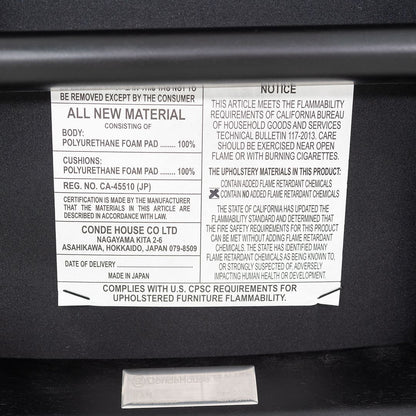 BE REMOVED EXCEPT BY THE CONSUMER
ALL NEW MATERIAL
CONSISTING OF
BODY:
POLYURETHANE FOAM PAD ........ 100%
CUSHIONS:
POLYURETHANE FOAM PAD ........ 100%
REG. NO. CA-45510 (JP)
CERTIFICATION IS MADE BY THE MANUFACTURER
THAT THE MATERIALS IN THIS ARTICLE ARE
DESCRIBED IN ACCORDANCE WITH LAW.
CONDE HOUSE CO LTD
NAGAYAMA KITA 2-6
ASAHIKAWA, HOKKAIDO, JAPAN 079-8509
DATE OF DELIVERY
MADE IN JAPAN
NOTICE
THIS ARTICLE MEETS THE FLAMMABILITY
REQUIREMENTS OF CALIFORNIA BUREAU
OF HOUSEHOLD GOODS AND SERVICES
TECHNICAL BULLETIN 117-2013. CARE
SHOULD BE EXERCISED NEAR OPEN
FLAME OR WITH BURNING CIGARETTES.
THE UPHOLSTERY MATERIALS IN THIS PRODUCT:
CONTAIN ADDED FLAME RETARDANT CHEMICALS
CONTAIN NO ADDED FLAME RETARDANT CHEMICALS
THE STATE OF CALIFORNIA HAS UPDATED THE
FLAMMABILITY STANDARD AND DETERMINED THAT
THE FIRE SAFETY REQUIREMENTS FOR THIS PRODUCT
CAN BE MET WITHOUT ADDING FLAME RETARDANT
CHEMICALS. THE STATE HAS IDENTIFIED MANY
FLAME RETARDANT CHEMICALS AS BEING KNOWN TO,
OR STRONGLY SUSPECTED OF, ADVERSELY
IMPACTING HUMAN HEALTH OR DEVELOPMENT.
COMPLIES WITH U.S. CPSC REQUIREMENTS FOR
UPHOLSTERED FURNITURE FLAMMABILITY.
CondeHouse